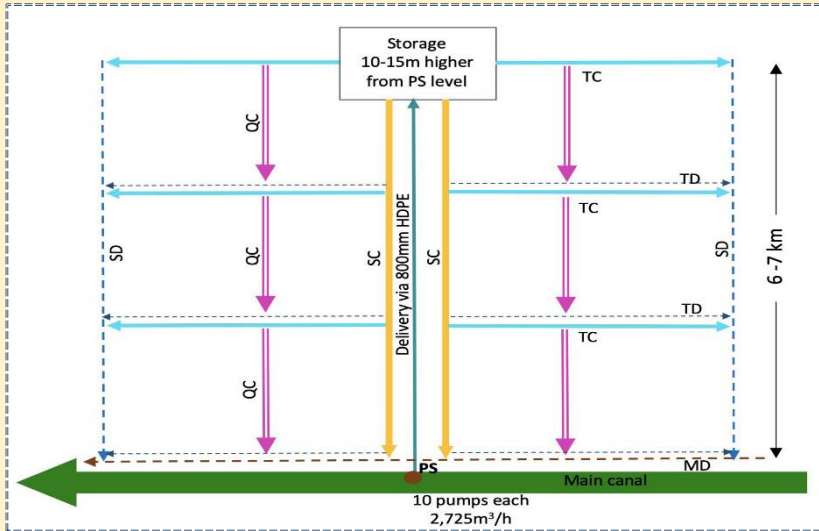 Storage
10-15m higher
from PS level
TC
QC
TD
TC
SD
QC
SC
Delivery via 800mm HDPE
SC
SD
6 -7 km
TD
TC
QC
PS
MD
Main canal
10 pumps each
2,725m³/h